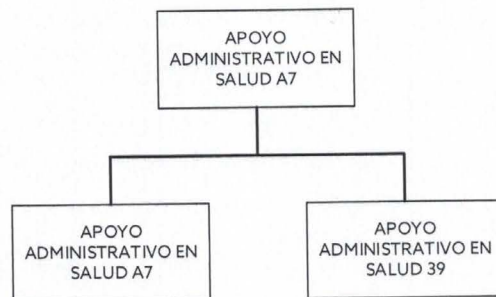 APOYO
ADMINISTRATIVO EN
SALUD A7
APOYO
ADMINISTRATIVO EN
SALUD A7
APOYO
ADMINISTRATIVO EN
SALUD 39